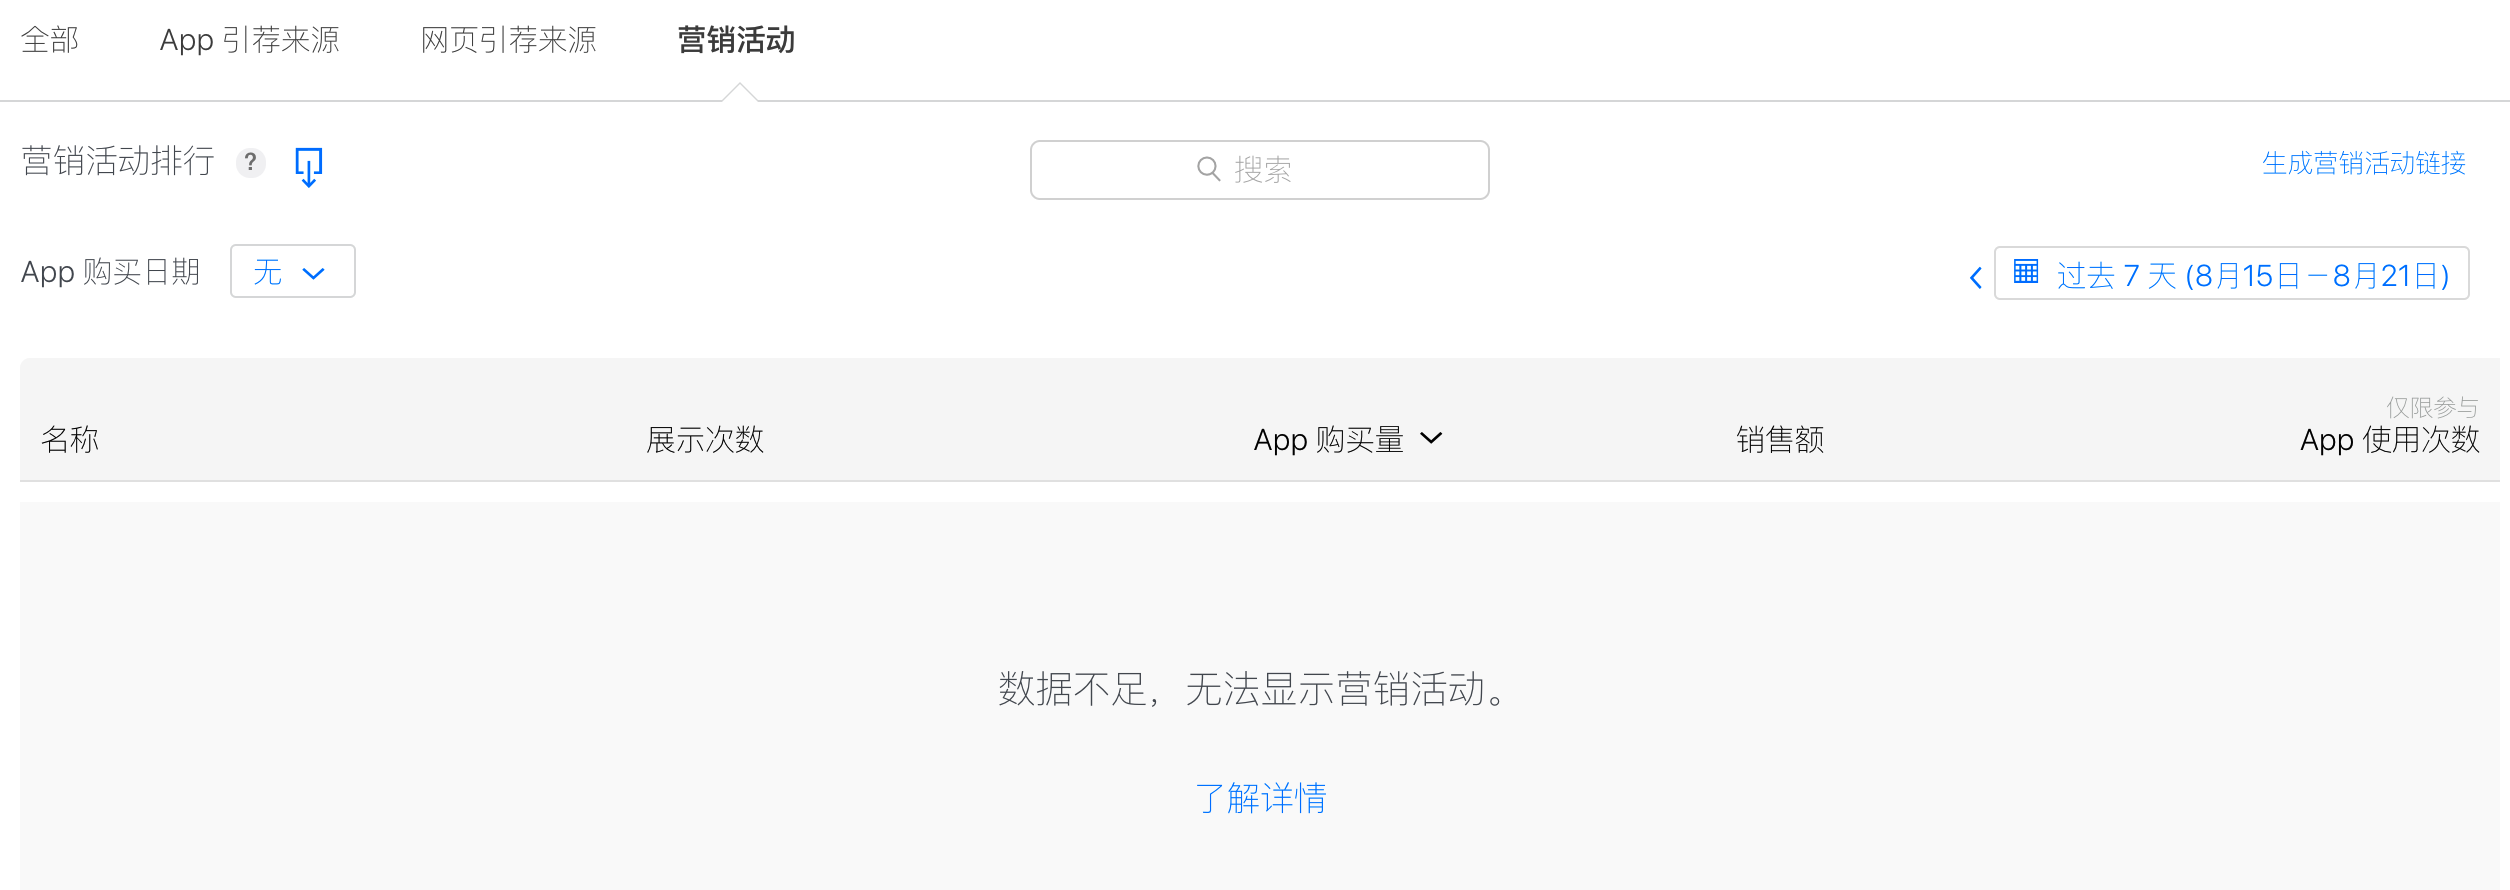 全部 App 引荐来源 网页引荐来源 营销活动
营销活动排行 ? 搜索 生成营销活动链接
App 购买日期 无 过去 7 天 (8月15日 — 8月21日)
仅限参与
名称 展示次数 App 购买量 销售额 App 使用次数
数据不足，无法显示营销活动。
了解详情